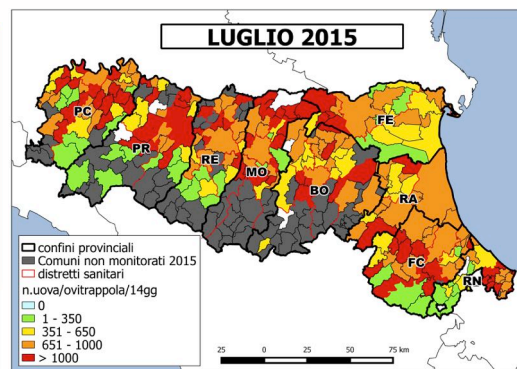 LUGLIO 2015
PC
PR
RE
MO
BO
FE
RA
FC
RN
confini provinciali
Comuni non monitorati 2015
distretti sanitari
n.uova/ovitrappola/14gg
0
1 - 350
351 - 650
651 - 1000
> 1000
25 0 25 50 75 km